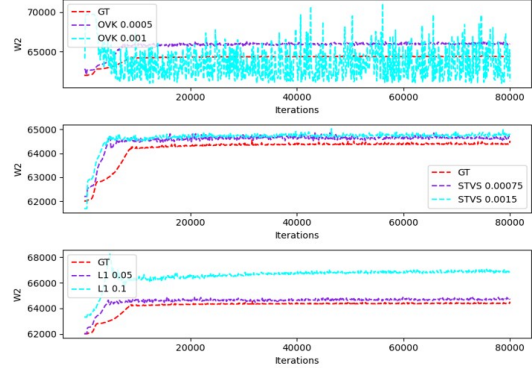 70000
65000
W2
GT
OVK 0.0005
OVK 0.001
20000 40000 60000 80000
Iterations
65000
64000
63000
62000
W2
GT
STVS 0.00075
STVS 0.0015
20000 40000 60000 80000
Iterations
68000
66000
64000
62000
W2
GT
L1 0.05
L1 0.1
20000 40000 60000 80000
Iterations